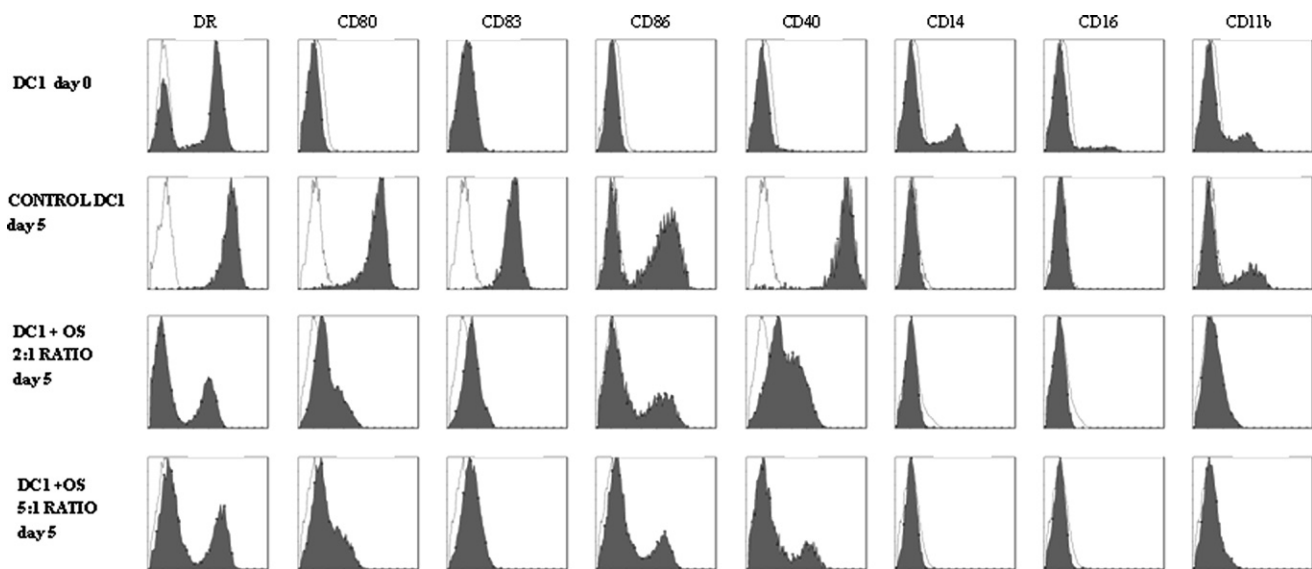 DR CD80 CD83 CD86 CD40 CD14 CD16 CD11b
DC1 day 0
CONTROL DC1
day 5
DC1 + OS
2:1 RATIO
day 5
DC1 +OS
5:1 RATIO
day 5